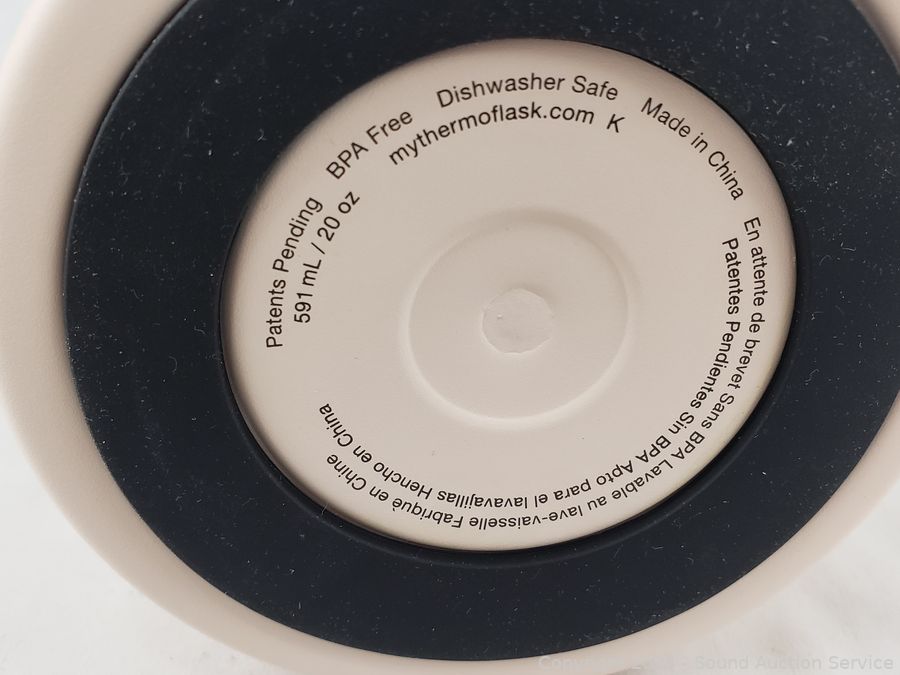 Patents Pending BPA Free Dishwasher Safe Made in China
591 mL / 20 oz mythermoflask.com K
En attente de brevet Sans BPA Lavable au lave-vaisselle Fabriqué en Chine
Patentes Pendientes Sin BPA Apto para el lavavajillas Hencho en China
Sound Auction Service